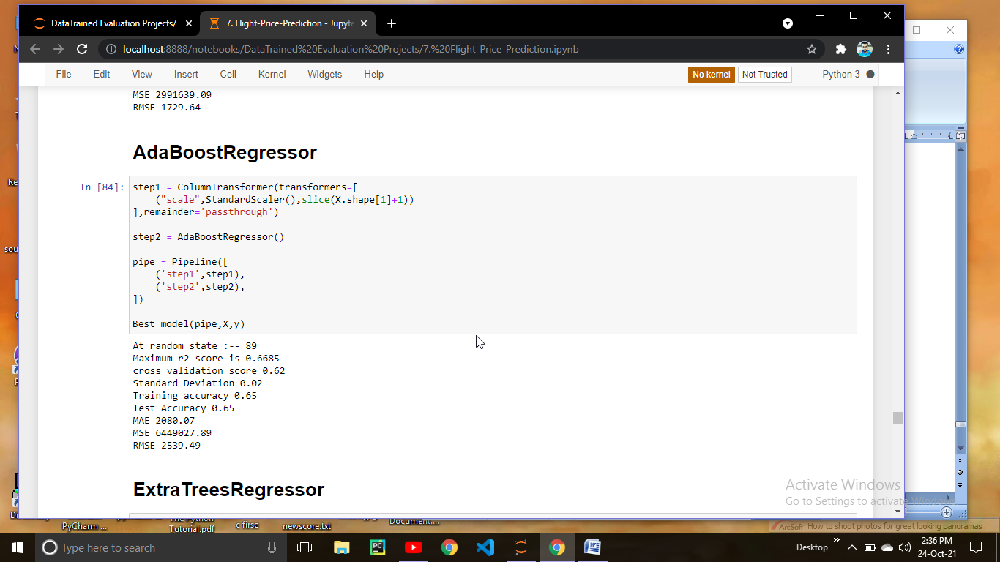 DataTrained Evaluation Projects/
7. Flight-Price-Prediction - Jupyte
localhost:8888/notebooks/DataTrained%20Evaluation%20Projects/7.%20Flight-Price-Prediction.ipynb
File Edit View Insert Cell Kernel Widgets Help
No kernel Not Trusted Python 3
MSE 2991639.09
RMSE 1729.64
AdaBoostRegressor
In [84]:
step1 = ColumnTransformer(transformers=[
("scale",StandardScaler(),slice(X.shape[1]+1))
],remainder='passthrough')
step2 = AdaBoostRegressor()
pipe = Pipeline([
('step1',step1),
('step2',step2),
])
Best_model(pipe,X,y)
At random state :-- 89
Maximum r2 score is 0.6685
cross validation score 0.62
Standard Deviation 0.02
Training accuracy 0.65
Test Accuracy 0.65
MAE 2080.07
MSE 6449027.89
RMSE 2539.49
ExtraTreesRegressor
Activate Windows
Go to Settings to activate Windows.
PyCharm ...
Tutorial.pdf
c firse
newscore.txt
Document....
ArcSoft How to shoot photos for great looking panoramas
Type here to search
Desktop
2:36 PM
24-Oct-21